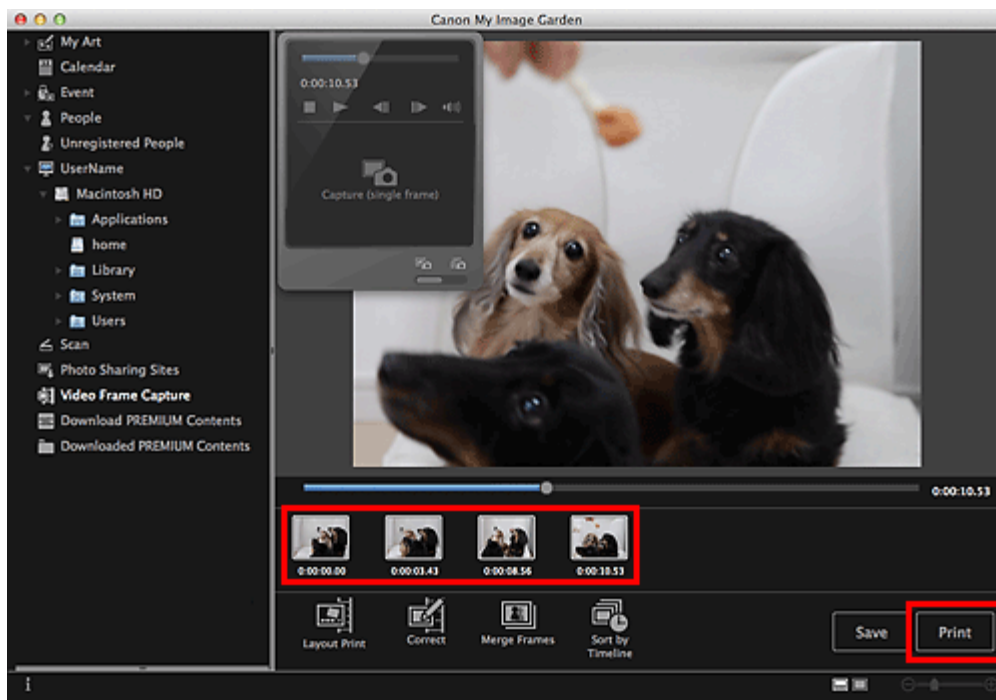 Canon My Image Garden
My Art
Calendar
Event
People
Unregistered People
UserName
Macintosh HD
Applications
home
Library
System
Users
Scan
Photo Sharing Sites
Video Frame Capture
Download PREMIUM Contents
Downloaded PREMIUM Contents
0:00:10.53
Capture (single frame)
0:00:10.53
0:00:00.00
0:00:03.43
0:00:08.56
0:00:10.53
Layout Print
Correct
Merge Frames
Sort by
Timeline
Save
Print